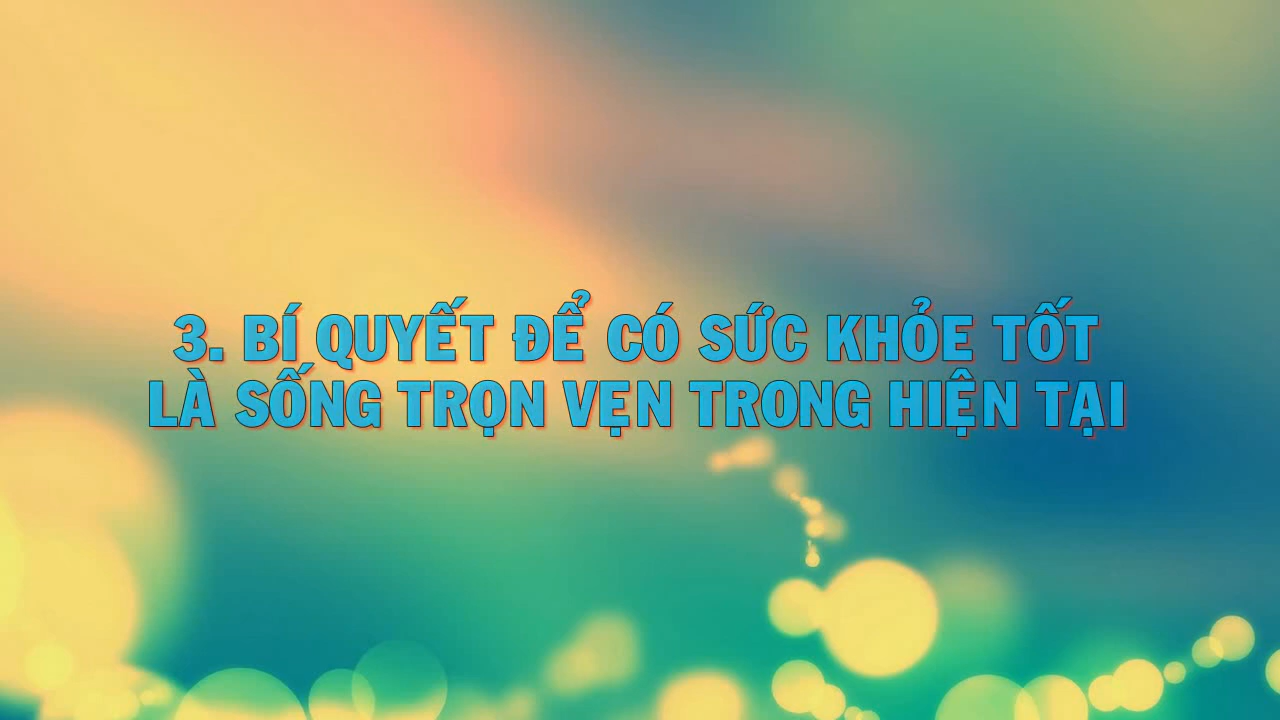 3. BÍ QUYẾT ĐỂ CÓ SỨC KHỎE TỐT
LÀ SỐNG TRỌN VẸN TRONG HIỆN TẠI